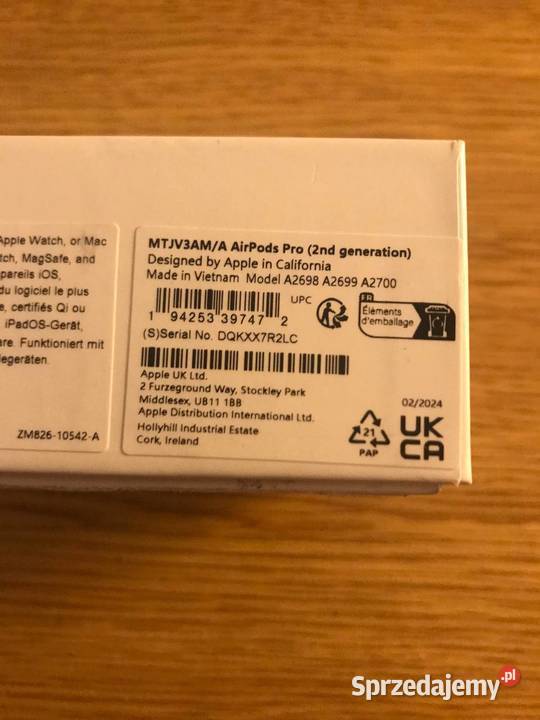 Apple Watch, or Mac
tch, MagSafe, and
pareils iOS,
du logiciel le plus
e, certifiés Qi ou
iPadOS-Gerät,
are. Funktioniert mit
degeräten.
ZM826-10542-A
MTJV3AM/A AirPods Pro (2nd generation)
Designed by Apple in California
Made in Vietnam Model A2698 A2699 A2700
1 94253 39747 2
UPC
FR
Éléments
d'emballage
(S)Serial No. DQKXX7R2LC
Apple UK Ltd.
2 Furzeground Way, Stockley Park
Middlesex, UB11 1BB
Apple Distribution International Ltd.
Hollyhill Industrial Estate
Cork, Ireland
02/2024
21
PAP
UK
CA
Sprzedajemy.pl